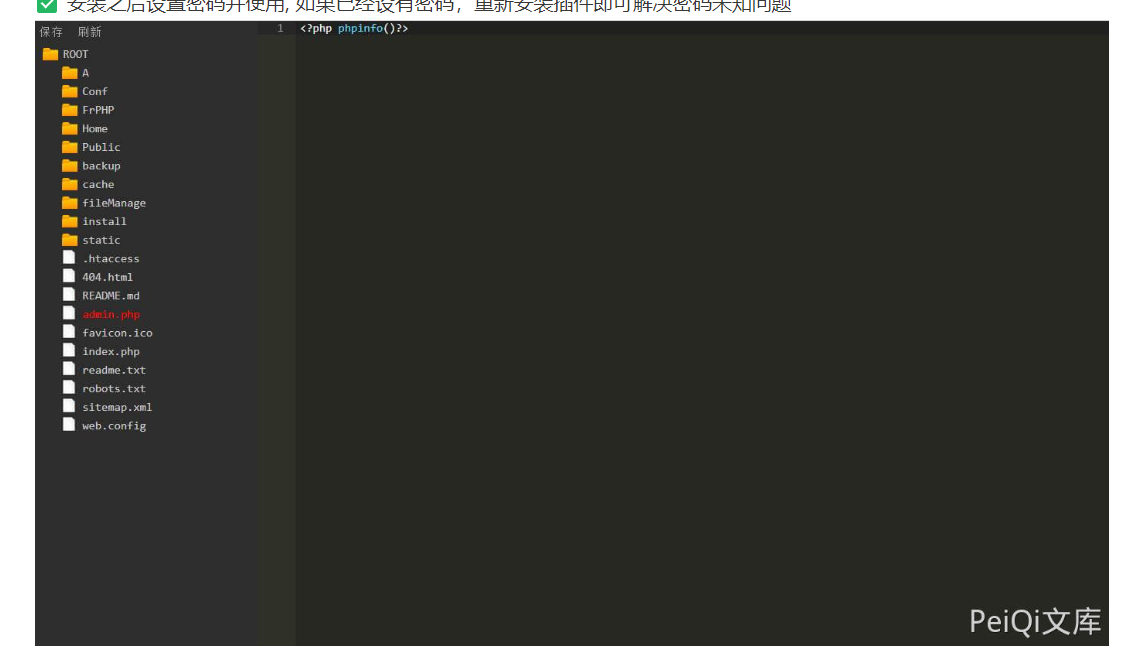 安装之后设置密码并使用, 如果已经设有密码，重新安装插件即可解决密码未知问题
保存 刷新
1 <?php phpinfo()?>
ROOT
A
Conf
FrPHP
Home
Public
backup
cache
fileManage
install
static
.htaccess
404.html
README.md
admin.php
favicon.ico
index.php
readme.txt
robots.txt
sitemap.xml
web.config
PeiQi文库